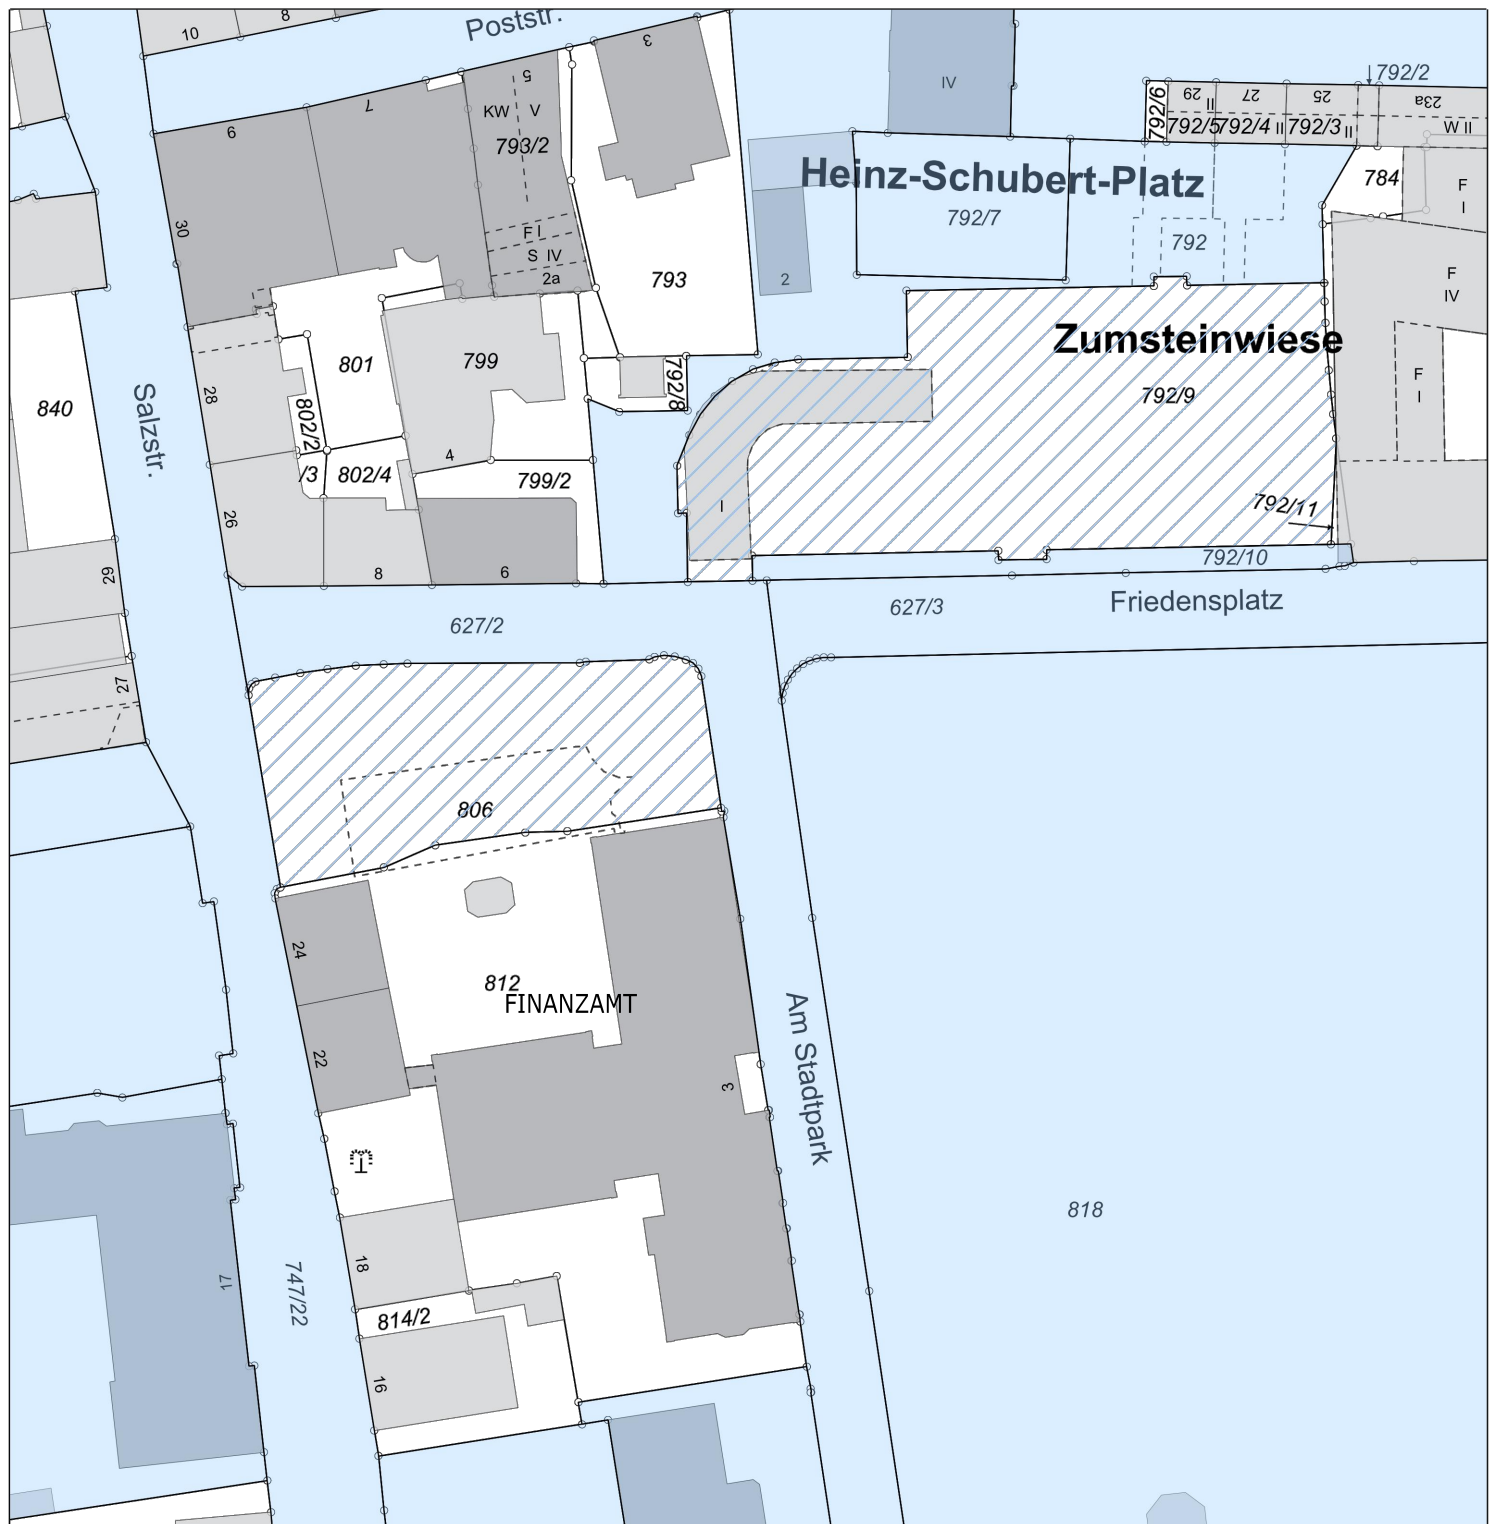 Poststr.
10
8
3
7
5
9
KW
V
793/2
IV
792/2
792/6
29
27
25
23a
II
792/5
792/4
II
792/3
II
W II
Heinz-Schubert-Platz
784
F
I
792/7
792
30
F I
S IV
2a
793
2
F
IV
Zumsteinwiese
801
799
792/8
792/9
F
I
840
Salzstr.
28
802/2
4
/3
802/4
799/2
26
I
792/11
792/10
29
8
6
627/2
627/3
Friedensplatz
27
806
24
812
FINANZAMT
Am Stadtpark
22
3
818
18
17
747/22
814/2
16